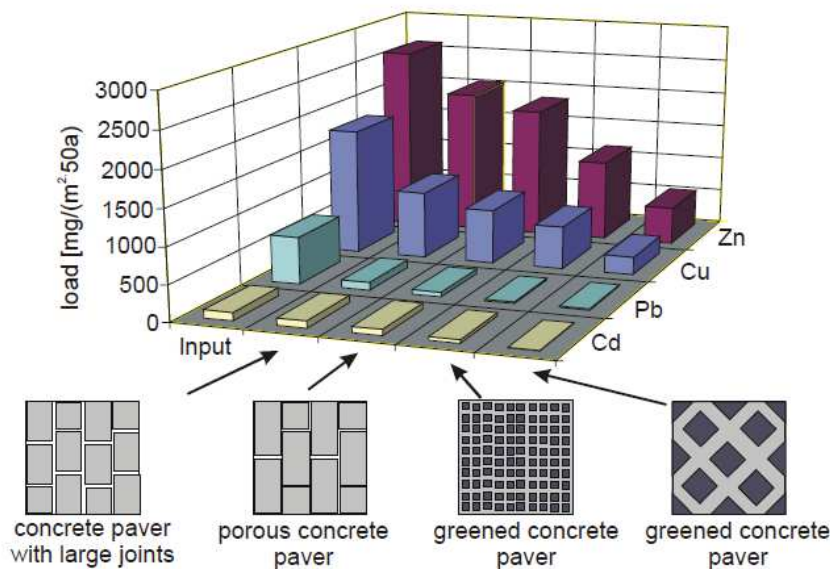 3000
2500
2000
1500
1000
500
0
load [mg/(m²·50a)]
Input
Zn
Cu
Pb
Cd
concrete paver
with large joints
porous concrete
paver
greened concrete
paver
greened concrete
paver